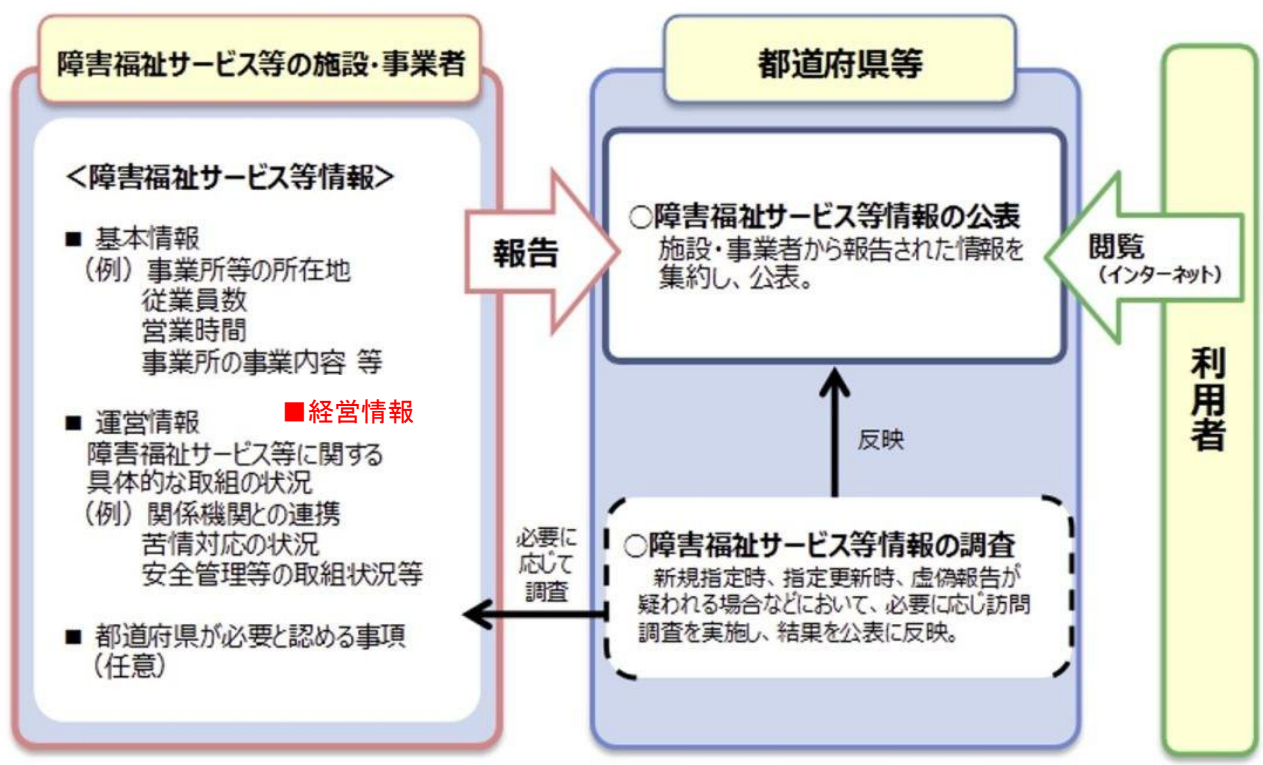 障害福祉サービス等の施設・事業者
＜障害福祉サービス等情報＞
■ 基本情報
（例）事業所等の所在地
従業員数
営業時間
事業所の事業内容 等
■ 運営情報
■経営情報
障害福祉サービス等に関する
具体的な取組の状況
（例）関係機関との連携
苦情対応の状況
安全管理等の取組状況等
■ 都道府県が必要と認める事項
（任意）
報告
必要に
応じて
調査
都道府県等
○障害福祉サービス等情報の公表
施設・事業者から報告された情報を
集約し、公表。
反映
○障害福祉サービス等情報の調査
新規指定時、指定更新時、虚偽報告が
疑われる場合などにおいて、必要に応じ訪問
調査を実施し、結果を公表に反映。
閲覧
（インターネット）
利用者